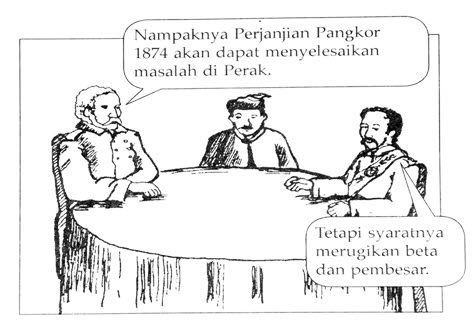 Nampaknya Perjanjian Pangkor
1874 akan dapat menyelesaikan
masalah di Perak.
Tetapi syaratnya
merugikan beta
dan pembesar.